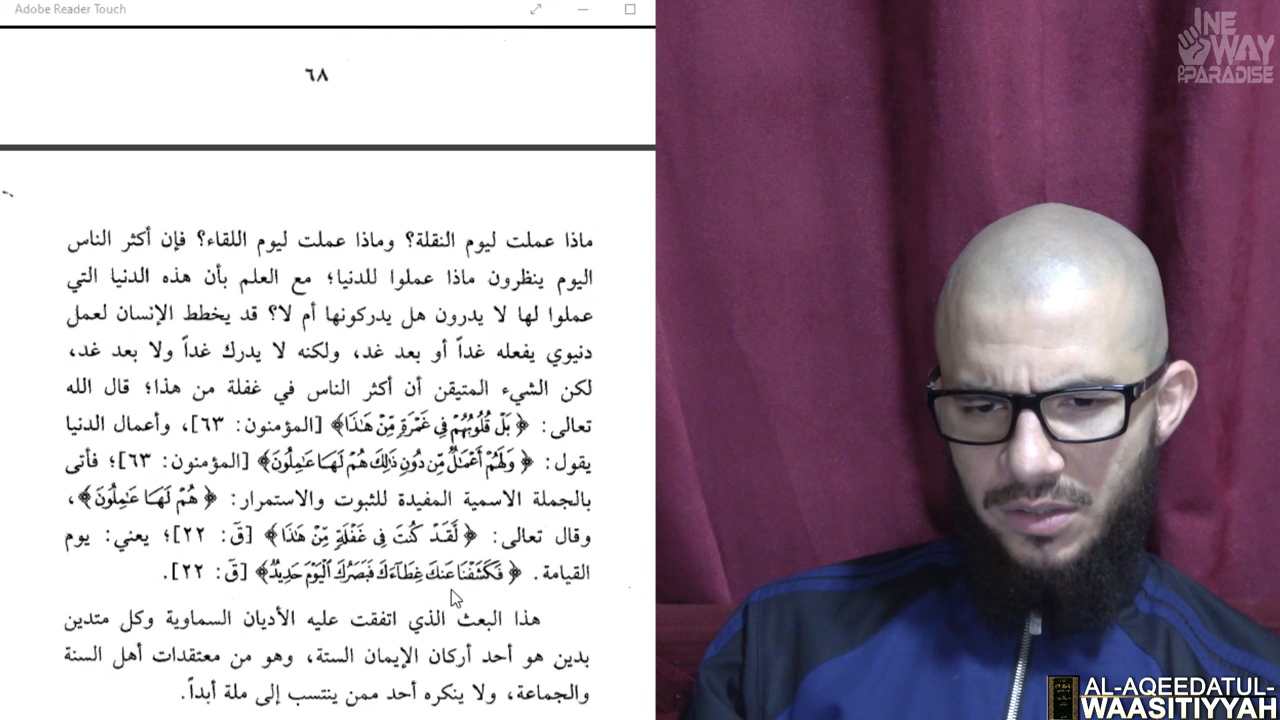 Adobe Reader Touch
٦٨
ماذا عملت ليوم النقلة؟ وماذا عملت ليوم اللقاء؟ فإن أكثر الناس
اليوم ينظرون ماذا عملوا للدنيا؛ مع العلم بأن هذه الدنيا التي
عملوا لها لا يدرون هل يدركونها أم لا؟ قد يخطط الإنسان لعمل
دنيوي يفعله غداً أو بعد غد، ولكنه لا يدرك غداً ولا بعد غد،
لكن الشيء المتيقن أن أكثر الناس في غفلة من هذا؛ قال الله
تعالى: ﴿بَلْ قُلُوبُهُمْ فِي غَمْرَةٍ مِّنْ هَٰذَا﴾ [المؤمنون: ٦٣]، وأعمال الدنيا
يقول: ﴿وَلَهُمْ أَعْمَالٌ مِّن دُونِ ذَٰلِكَ هُمْ لَهَا عَامِلُونَ﴾ [المؤمنون: ٦٣]؛ فأتى
بالجملة الاسمية المفيدة للثبوت والاستمرار: ﴿هُمْ لَهَا عَامِلُونَ﴾،
وقال تعالى: ﴿لَّقَدْ كُنتَ فِي غَفْلَةٍ مِّنْ هَٰذَا﴾ [قَ: ٢٢]؛ يعني: يوم
القيامة. ﴿فَكَشَفْنَا عَنكَ غِطَاءَكَ فَبَصَرُكَ الْيَوْمَ حَدِيدٌ﴾ [قَ: ٢٢].
هذا البعث الذي اتفقت عليه الأديان السماوية وكل متدين
بدين هو أحد أركان الإيمان الستة، وهو من معتقدات أهل السنة
والجماعة، ولا ينكره أحد ممن ينتسب إلى ملة أبداً.
ONE
WAY
TO PARADISE
AL-AQEEDATUL-
WAASITIYYAH